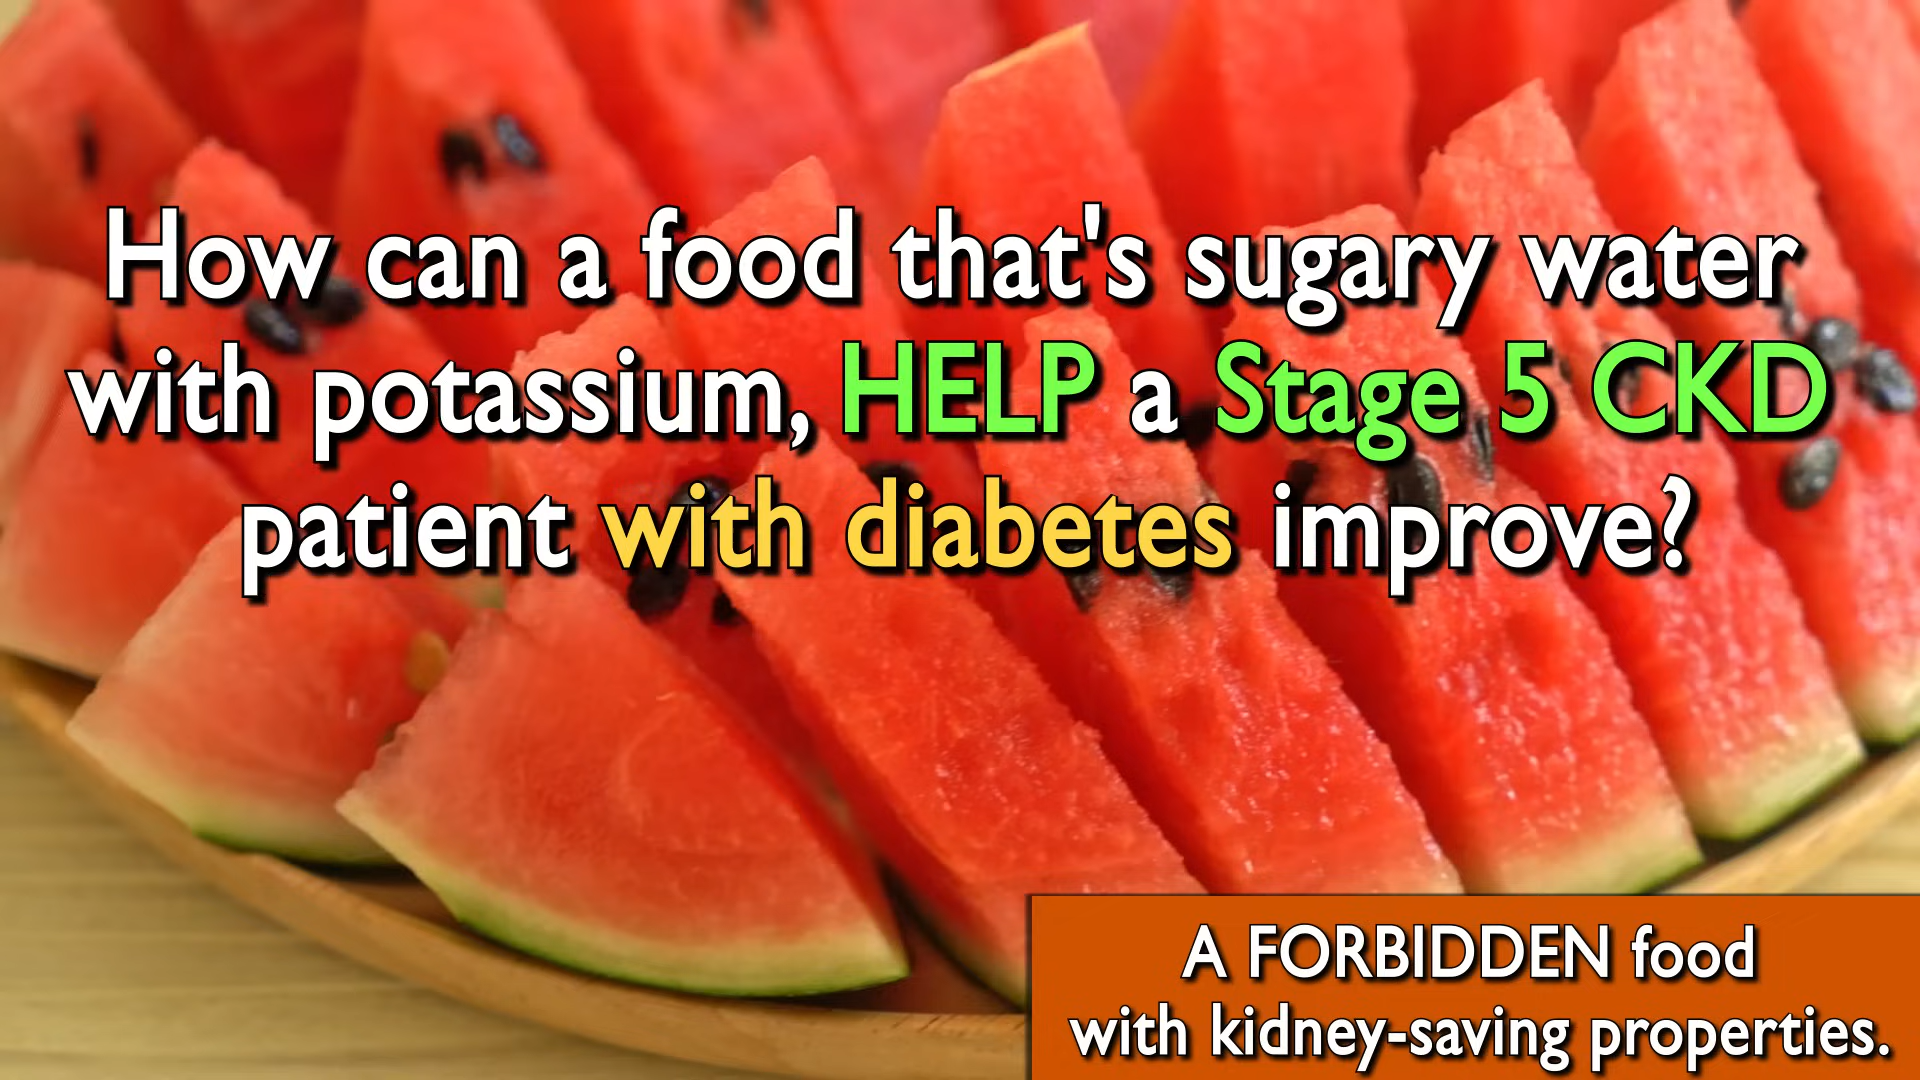 How can a food that's sugary water
with potassium, HELP a Stage 5 CKD
patient with diabetes improve?
A FORBIDDEN food
with kidney-saving properties.